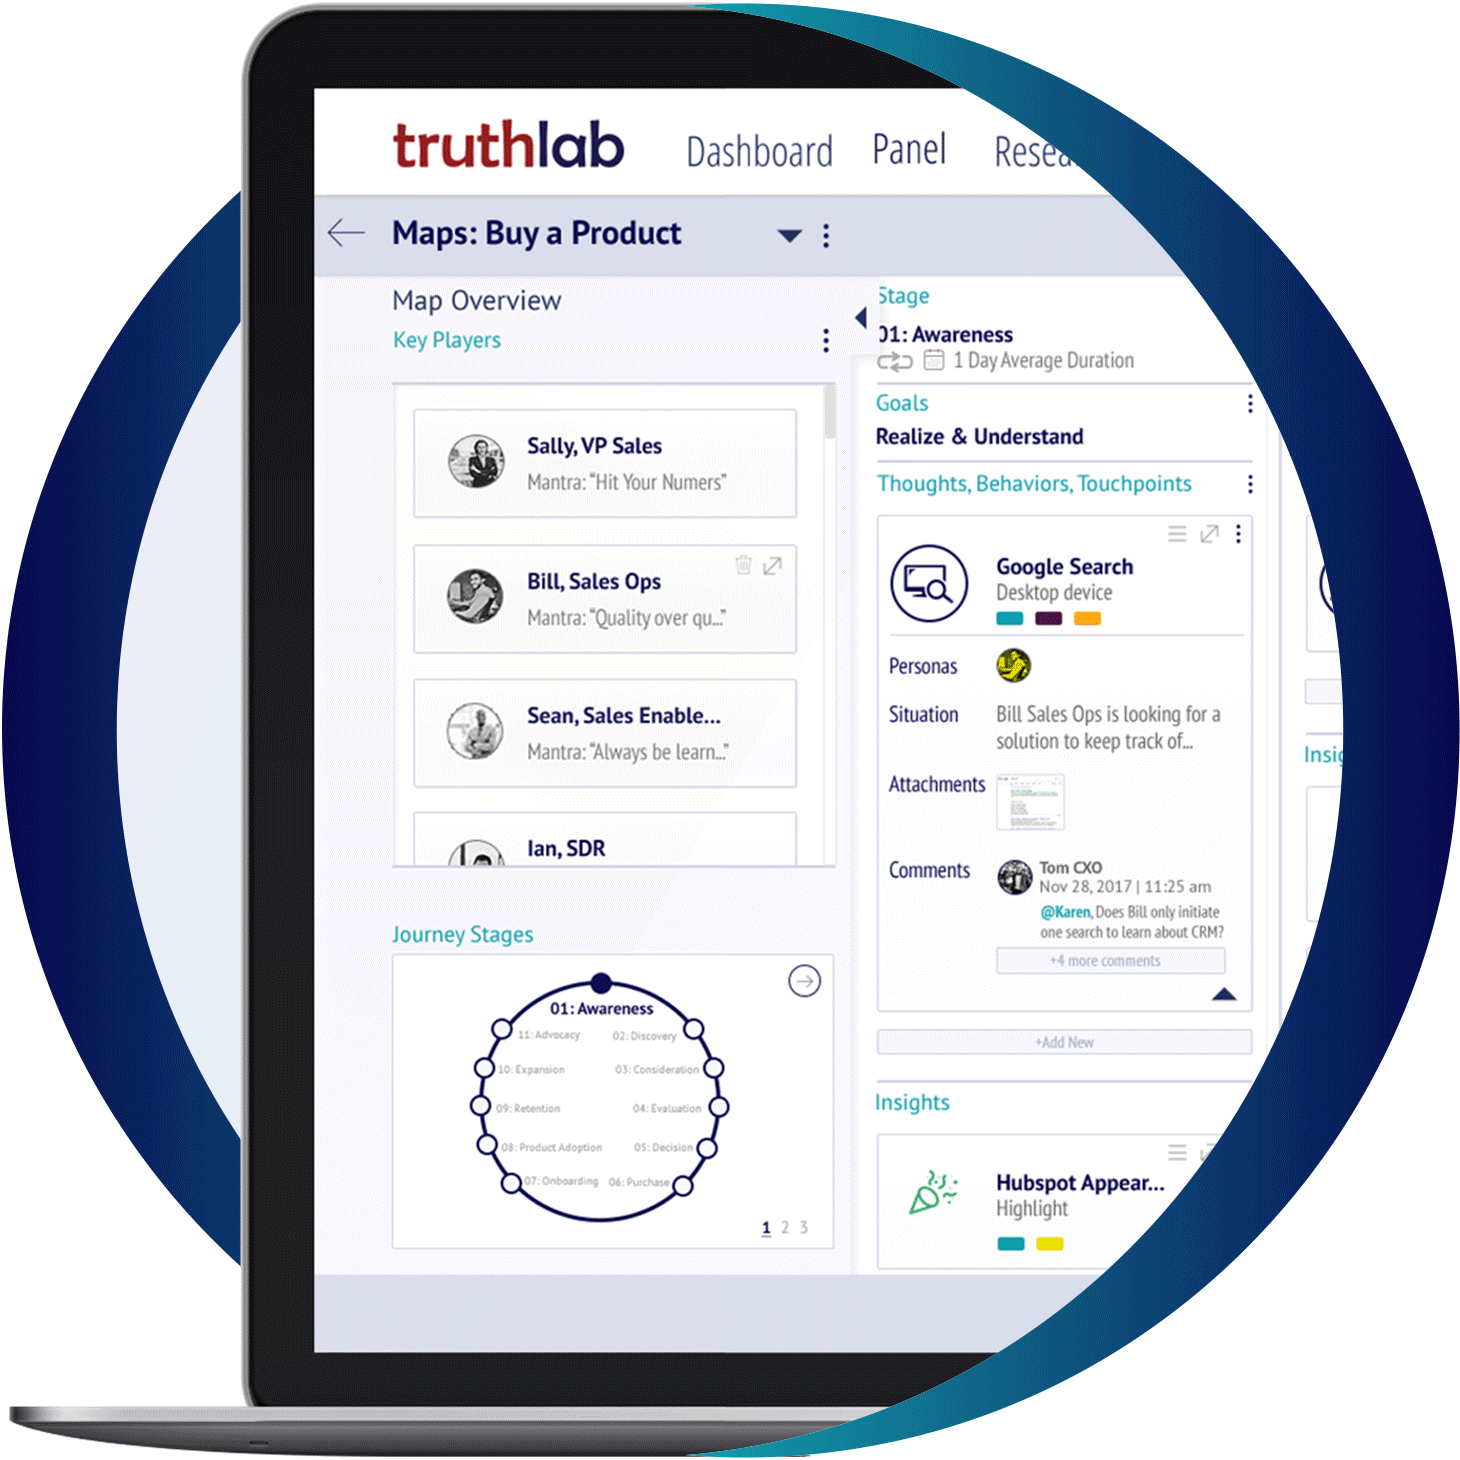 truthlab
Dashboard
Panel
Maps: Buy a Product
Map Overview
Key Players
Sally, VP Sales
Mantra: “Hit Your Numers”
Bill, Sales Ops
Mantra: “Quality over qu...”
Sean, Sales Enable...
Mantra: “Always be learn...”
Ian, SDR
Journey Stages
01: Awareness
11: Advocacy
02: Discovery
10: Expansion
03: Consideration
09: Retention
04: Evaluation
08: Product Adoption
05: Decision
07: Onboarding
06: Purchase
1 2 3
Stage
01: Awareness
1 Day Average Duration
Goals
Realize & Understand
Thoughts, Behaviors, Touchpoints
Google Search
Desktop device
Personas
Situation
Bill Sales Ops is looking for a
solution to keep track of...
Attachments
Comments
Tom CXO
Nov 28, 2017 | 11:25 am
@Karen, Does Bill only initiate
one search to learn about CRM?
+4 more comments
+Add New
Insights
Hubspot Appear...
Highlight